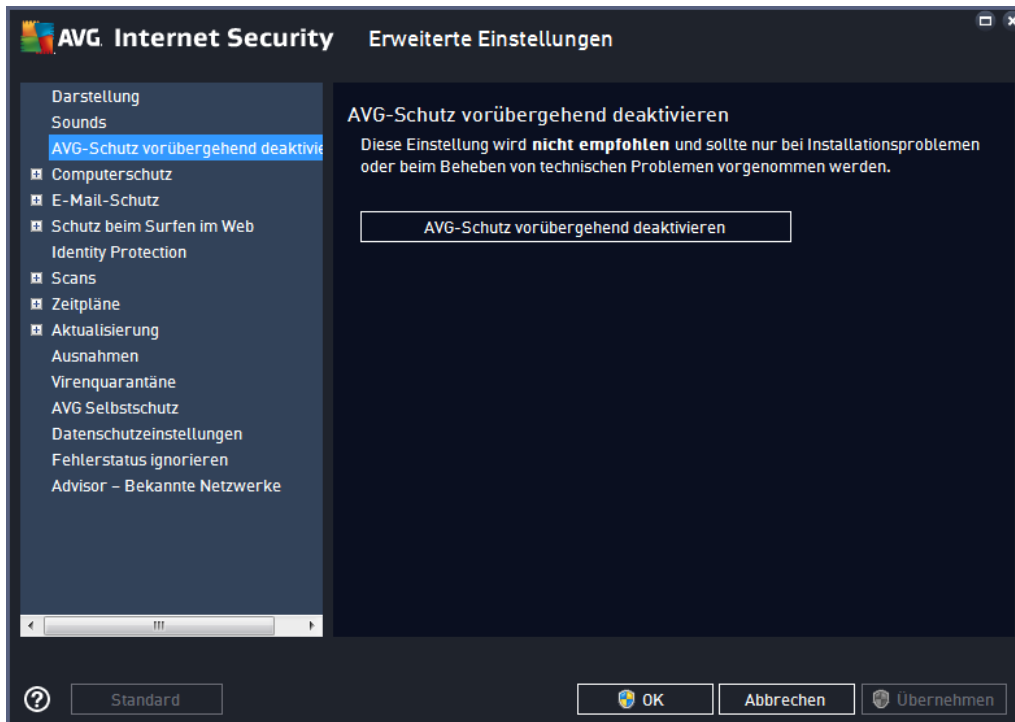 AVG. Internet Security Erweiterte Einstellungen
Darstellung
Sounds
AVG-Schutz vorübergehend deaktivie
Computerschutz
E-Mail-Schutz
Schutz beim Surfen im Web
Identity Protection
Scans
Zeitpläne
Aktualisierung
Ausnahmen
Virenquarantäne
AVG Selbstschutz
Datenschutzeinstellungen
Fehlerstatus ignorieren
Advisor – Bekannte Netzwerke
AVG-Schutz vorübergehend deaktivieren
Diese Einstellung wird nicht empfohlen und sollte nur bei Installationsproblemen
oder beim Beheben von technischen Problemen vorgenommen werden.
AVG-Schutz vorübergehend deaktivieren
Standard
OK
Abbrechen
Übernehmen